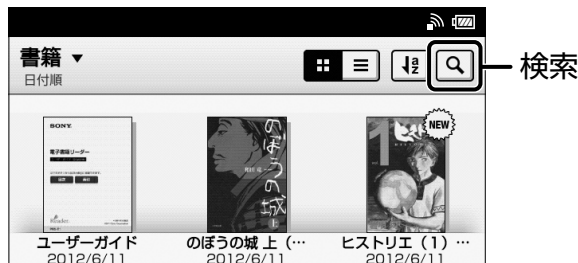 書籍 ▼
日付順
検索
SONY
電子書籍リーダー
Reader
のぼうの城
1
NEW
ユーザーガイド
のぼうの城 上（…
ヒストリエ（1）…
2012/6/11
2012/6/11
2012/6/11